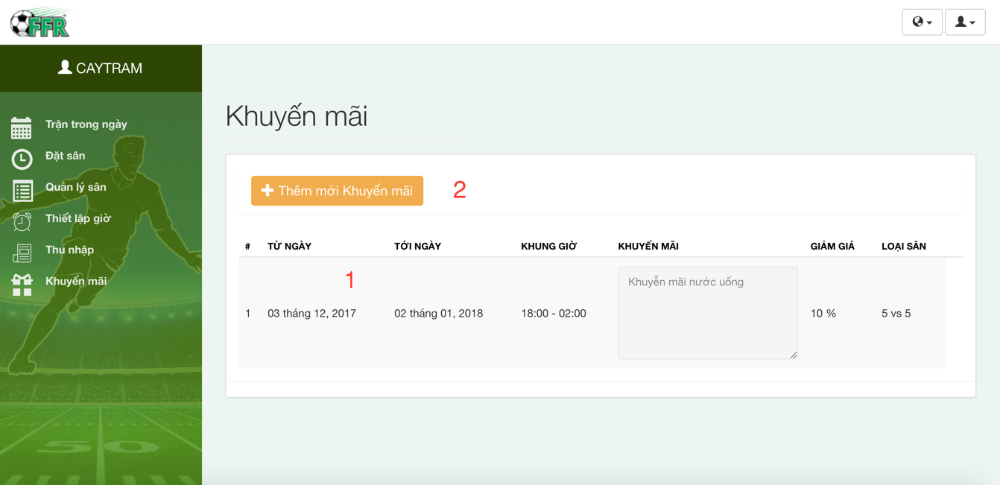 FFR
CAYTRAM
Trận trong ngày
Đặt sân
Quản lý sân
Thiết lập giờ
Thu nhập
Khuyến mãi
50
Khuyến mãi
Thêm mới Khuyến mãi 2
# TỪ NGÀY TỚI NGÀY KHUNG GIỜ KHUYẾN MÃI GIẢM GIÁ LOẠI SÂN
1
Khuyễn mãi nước uống
1 03 tháng 12, 2017 02 tháng 01, 2018 18:00 - 02:00 10 % 5 vs 5